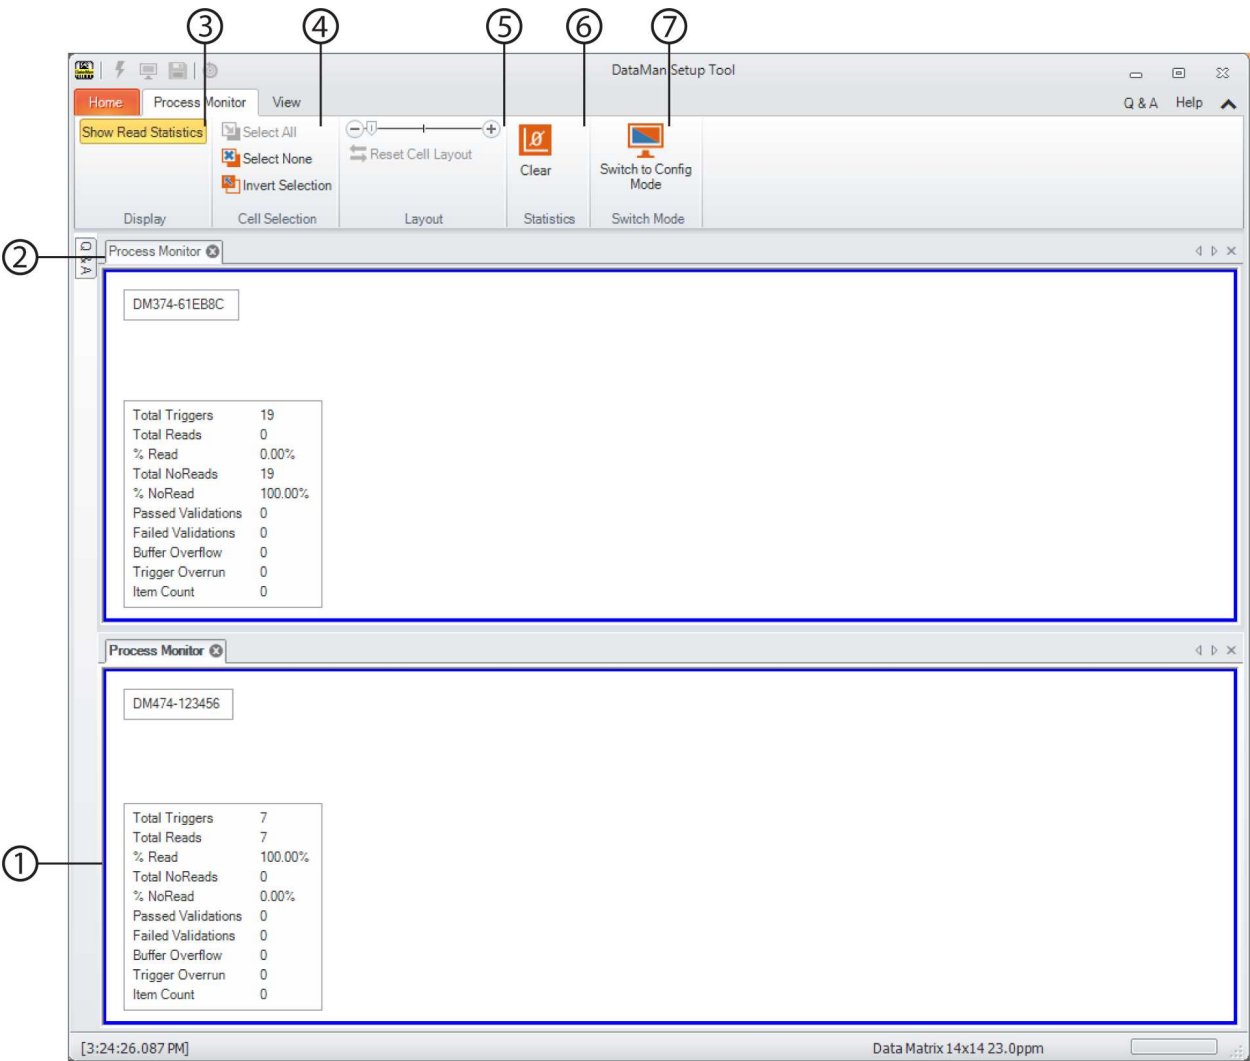 ③ ④ ⑤ ⑥ ⑦
DataMan Setup Tool
Home Process Monitor View Q & A Help
Show Read Statistics
Select All
Select None
Invert Selection
Reset Cell Layout
Clear
Switch to Config
Mode
Display Cell Selection Layout Statistics Switch Mode
②
Q & A
Process Monitor
DM374-61EB8C
Total Triggers 19
Total Reads 0
% Read 0.00%
Total NoReads 19
% NoRead 100.00%
Passed Validations 0
Failed Validations 0
Buffer Overflow 0
Trigger Overrun 0
Item Count 0
Process Monitor
DM474-123456
①
Total Triggers 7
Total Reads 7
% Read 100.00%
Total NoReads 0
% NoRead 0.00%
Passed Validations 0
Failed Validations 0
Buffer Overflow 0
Trigger Overrun 0
Item Count 0
[3:24:26.087 PM] Data Matrix 14x14 23.0ppm